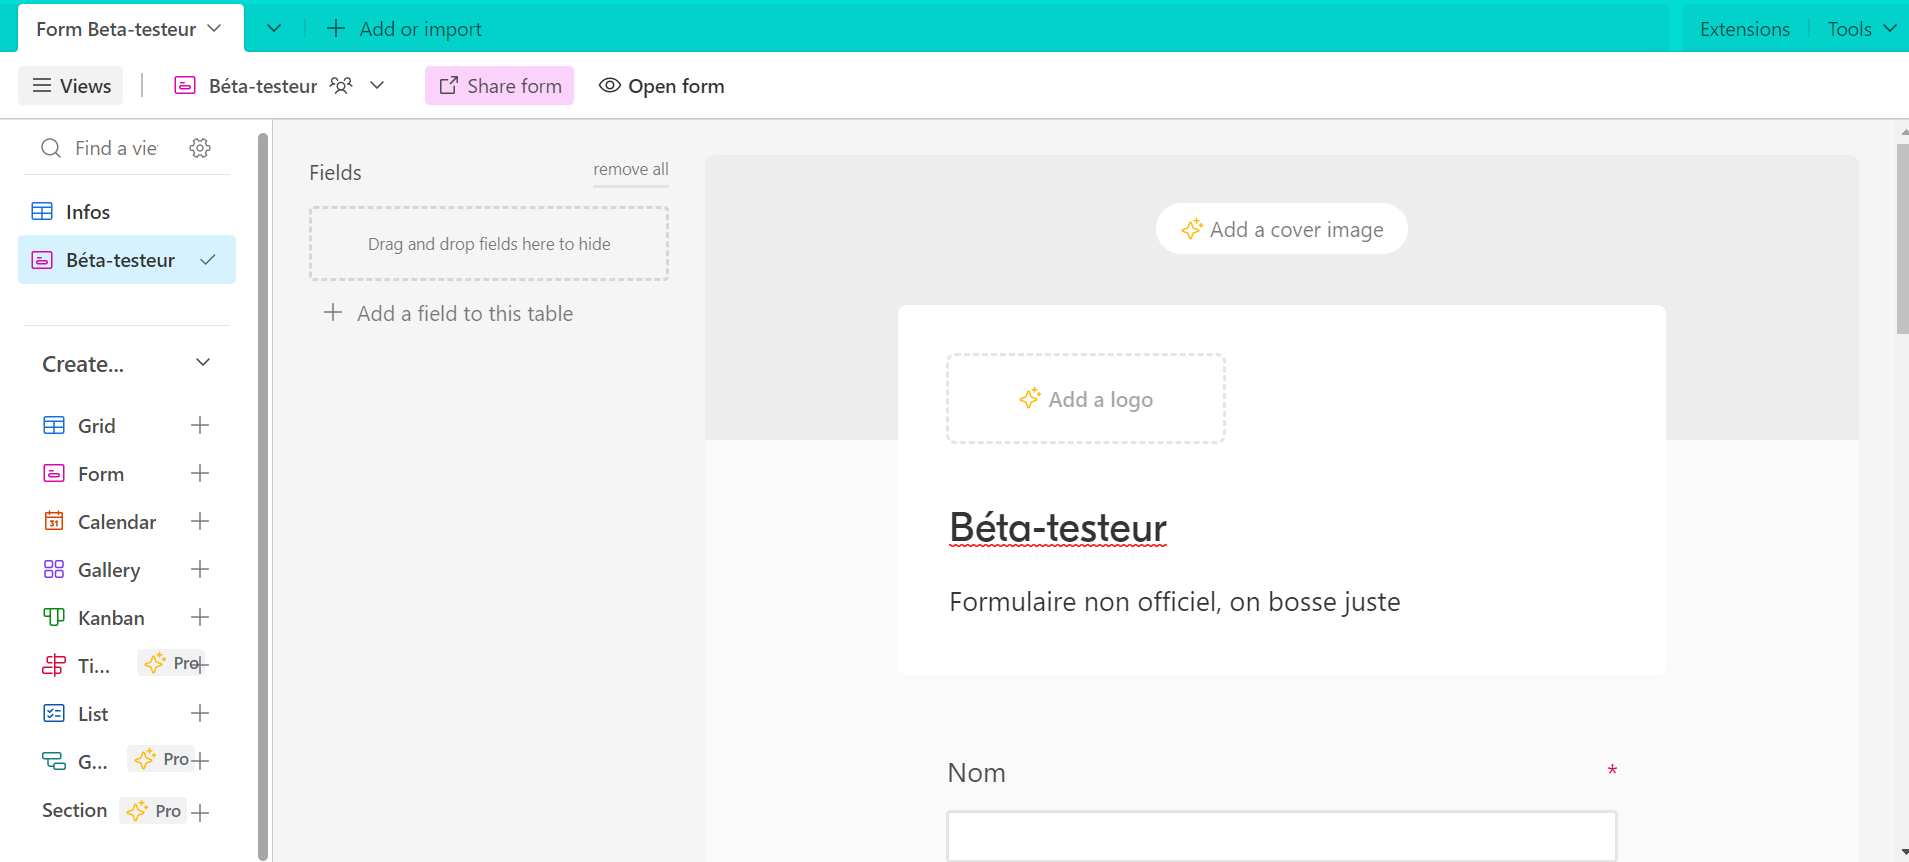 Form Beta-testeur
Add or import
Extensions
Tools
Views
Béta-testeur
Share form
Open form
Find a vie
Infos
Béta-testeur
Create...
Grid
Form
31
Calendar
Gallery
Kanban
Ti... Pro
List
G... Pro
Section Pro
Fields
remove all
Drag and drop fields here to hide
Add a field to this table
Add a cover image
Add a logo
Béta-testeur
Formulaire non officiel, on bosse juste
Nom *